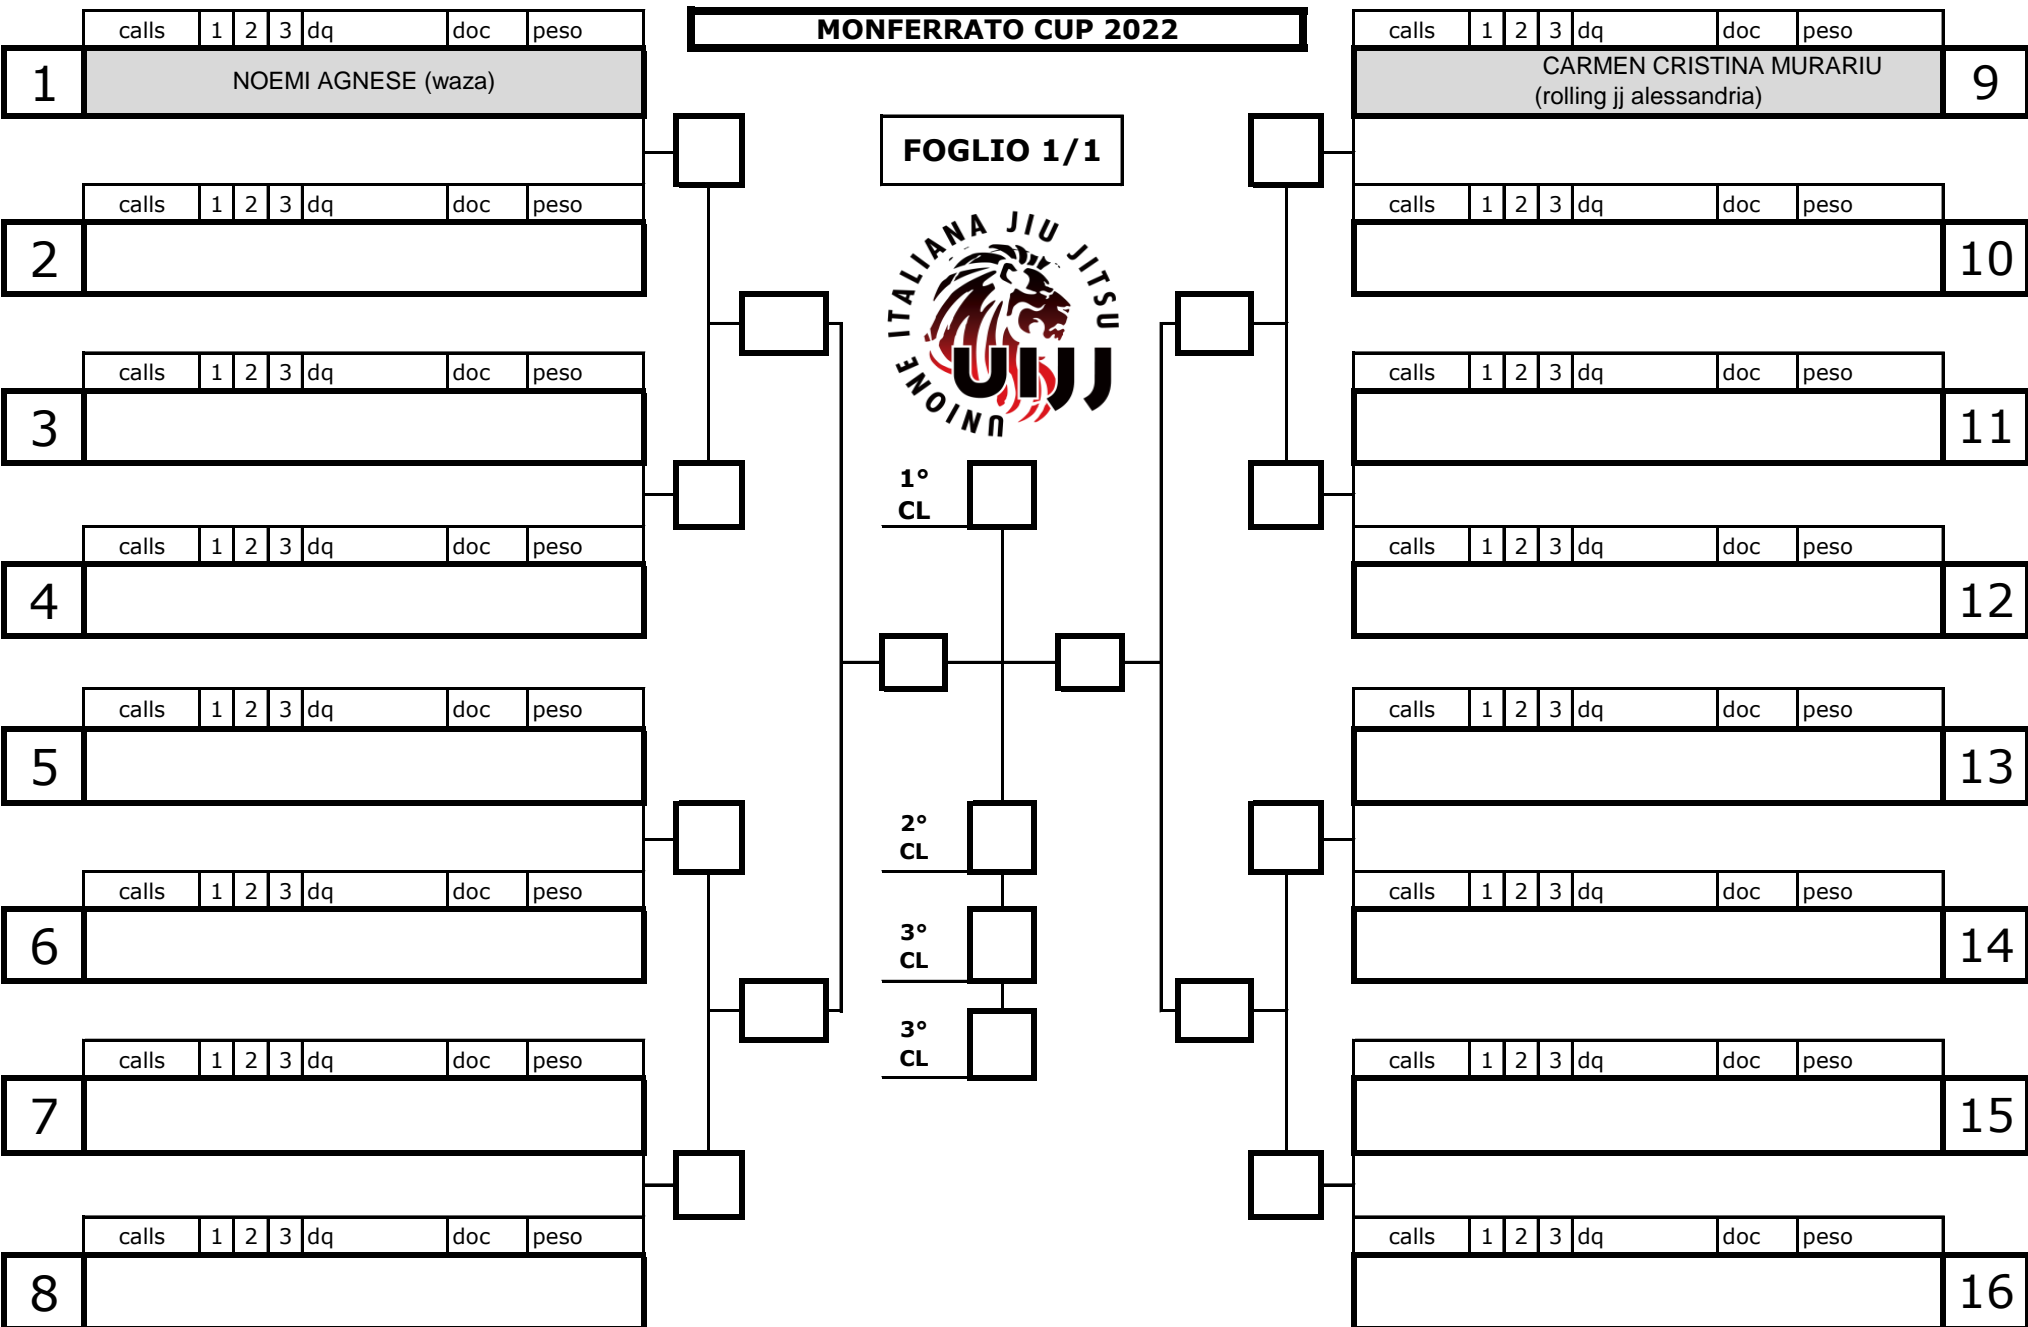 MONFERRATO CUP 2022
calls 1 2 3 dq doc peso
1 NOEMI AGNESE (waza)
calls 1 2 3 dq doc peso
2
calls 1 2 3 dq doc peso
3
calls 1 2 3 dq doc peso
4
calls 1 2 3 dq doc peso
5
calls 1 2 3 dq doc peso
6
calls 1 2 3 dq doc peso
7
calls 1 2 3 dq doc peso
8
FOGLIO 1/1
UNIONE ITALIANA JIU JITSU
UIJJ
1°
CL
2°
CL
3°
CL
3°
CL
calls 1 2 3 dq doc peso
CARMEN CRISTINA MURARIU
(rolling jj alessandria)
9
calls 1 2 3 dq doc peso
10
calls 1 2 3 dq doc peso
11
calls 1 2 3 dq doc peso
12
calls 1 2 3 dq doc peso
13
calls 1 2 3 dq doc peso
14
calls 1 2 3 dq doc peso
15
calls 1 2 3 dq doc peso
16